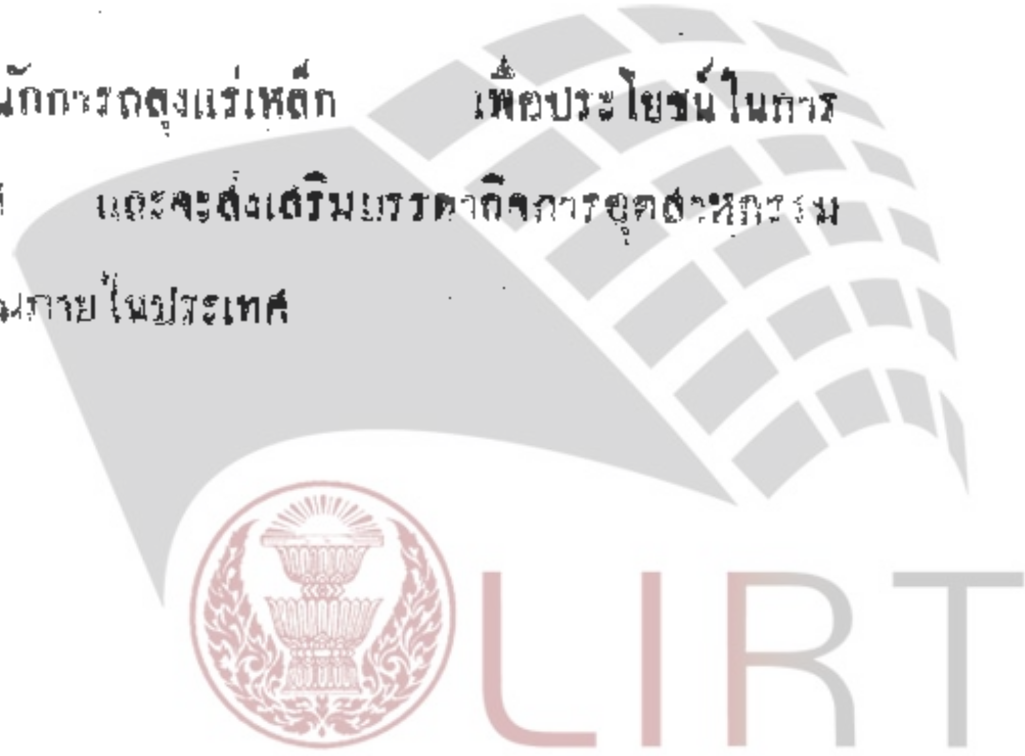 นักการถลุงแร่เหล็ก เพื่อประโยชน์ในการ
และจะส่งเสริมบรรดากิจการอุตสาหกรรม
ภายในประเทศ
LIRT